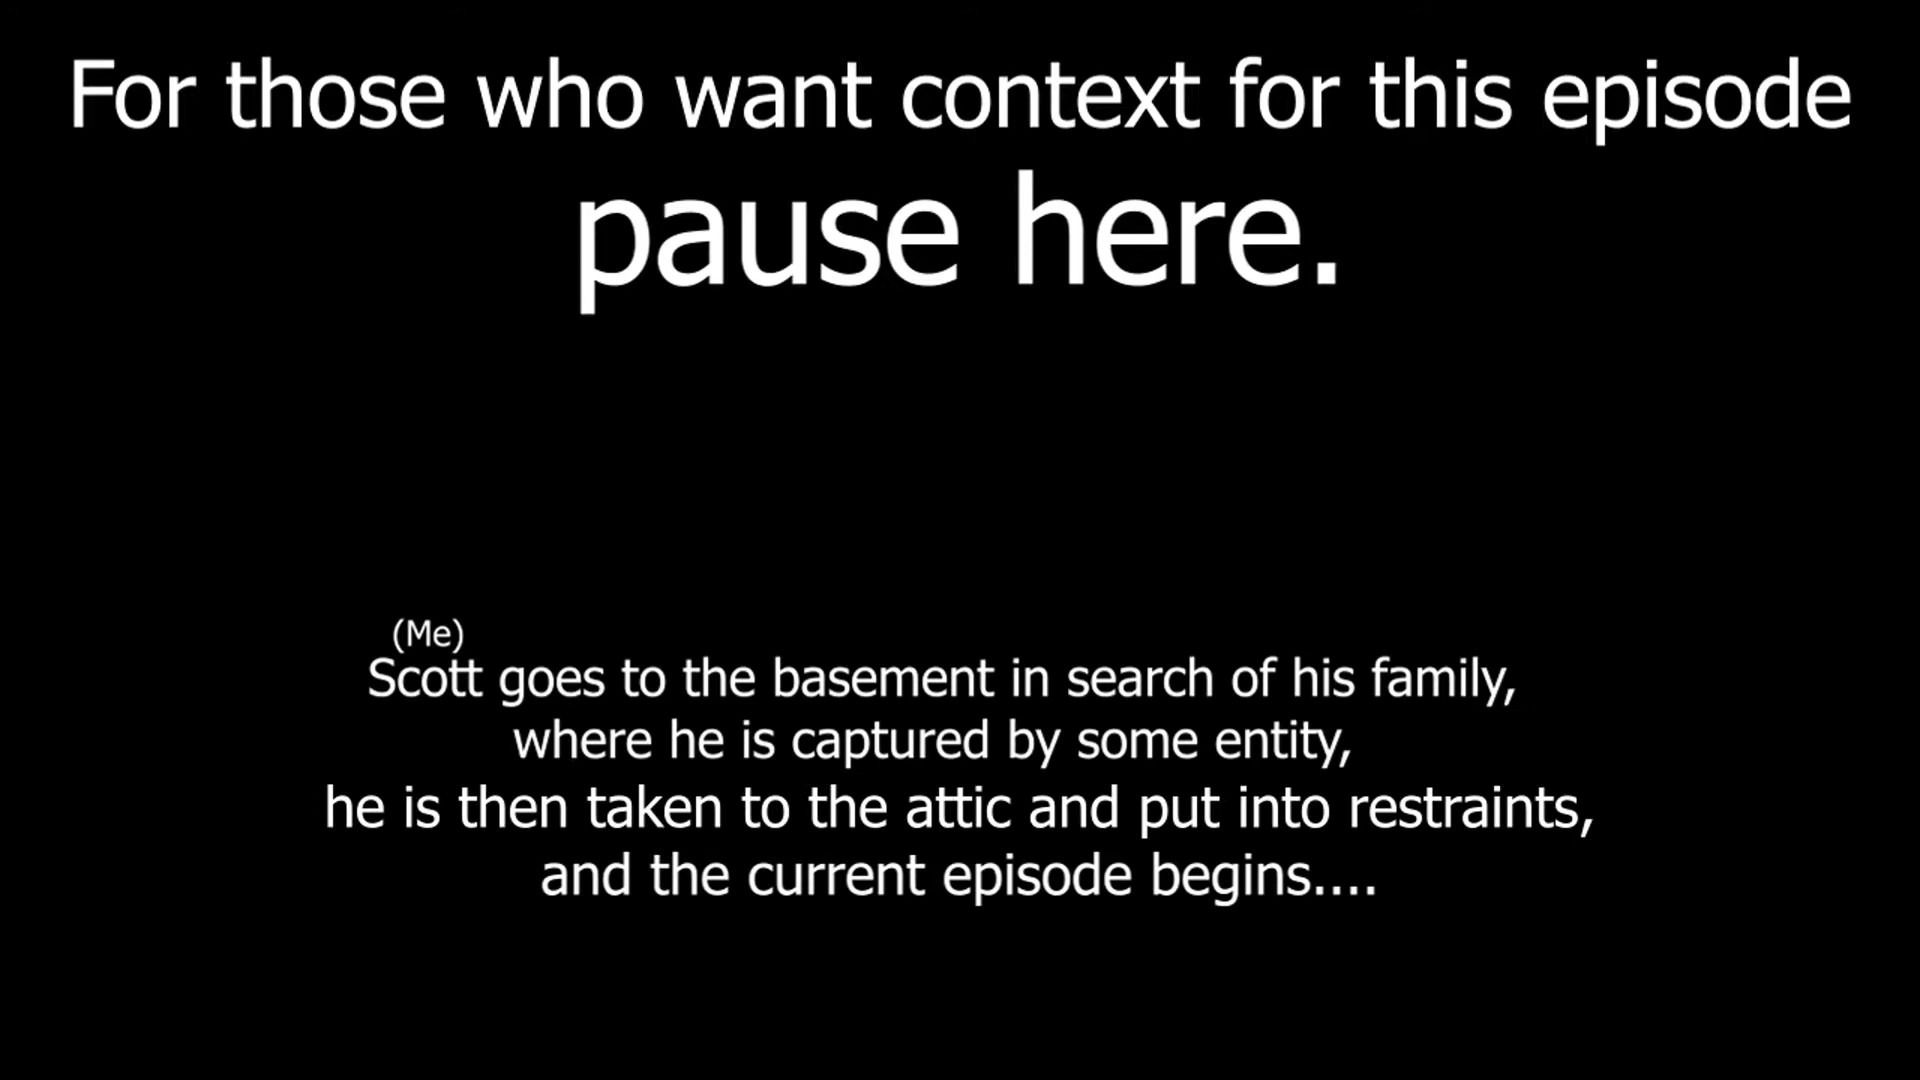 For those who want context for this episode
pause here.
(Me)
Scott goes to the basement in search of his family,
where he is captured by some entity,
he is then taken to the attic and put into restraints,
and the current episode begins....